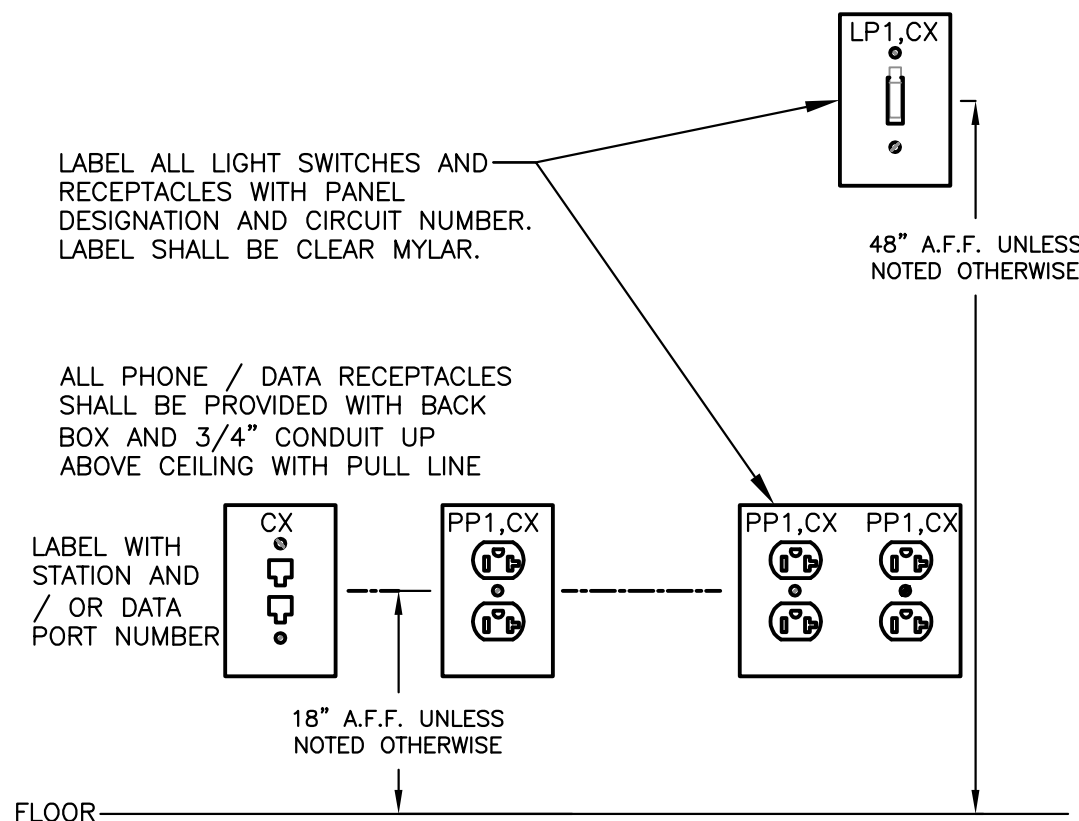 LP1,CX
LABEL ALL LIGHT SWITCHES AND
RECEPTACLES WITH PANEL
DESIGNATION AND CIRCUIT NUMBER.
LABEL SHALL BE CLEAR MYLAR.
48" A.F.F. UNLESS
NOTED OTHERWISE
ALL PHONE / DATA RECEPTACLES
SHALL BE PROVIDED WITH BACK
BOX AND 3/4" CONDUIT UP
ABOVE CEILING WITH PULL LINE
CX
PP1,CX
PP1,CX PP1,CX
LABEL WITH
STATION AND
/ OR DATA
PORT NUMBER
18" A.F.F. UNLESS
NOTED OTHERWISE
FLOOR